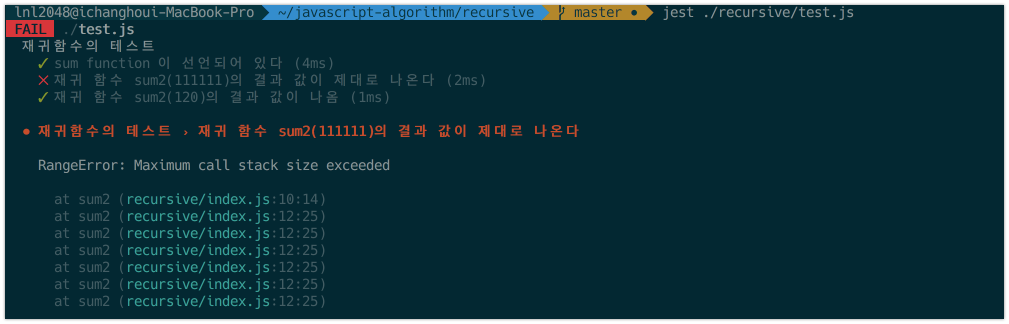 lnl2048@ichanghoui-MacBook-Pro ~/javascript-algorithm/recursive master ● jest ./recursive/test.js
FAIL ./test.js
재귀함수의 테스트
✓ sum function 이 선언되어 있다 (4ms)
✕ 재귀 함수 sum2(111111)의 결과 값이 제대로 나온다 (2ms)
✓ 재귀 함수 sum2(120)의 결과 값이 나옴 (1ms)
● 재귀함수의 테스트 › 재귀 함수 sum2(111111)의 결과 값이 제대로 나온다
RangeError: Maximum call stack size exceeded
at sum2 (recursive/index.js:10:14)
at sum2 (recursive/index.js:12:25)
at sum2 (recursive/index.js:12:25)
at sum2 (recursive/index.js:12:25)
at sum2 (recursive/index.js:12:25)
at sum2 (recursive/index.js:12:25)
at sum2 (recursive/index.js:12:25)